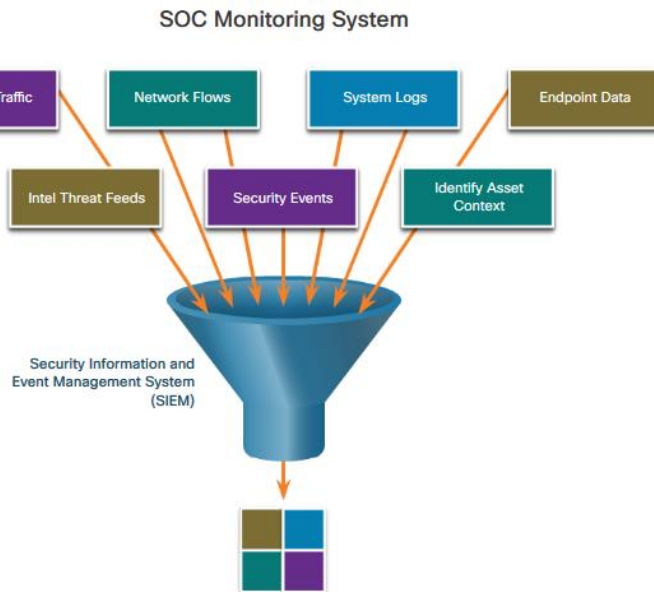 SOC Monitoring System
Traffic
Network Flows
System Logs
Endpoint Data
Intel Threat Feeds
Security Events
Identify Asset
Context
Security Information and
Event Management System
(SIEM)